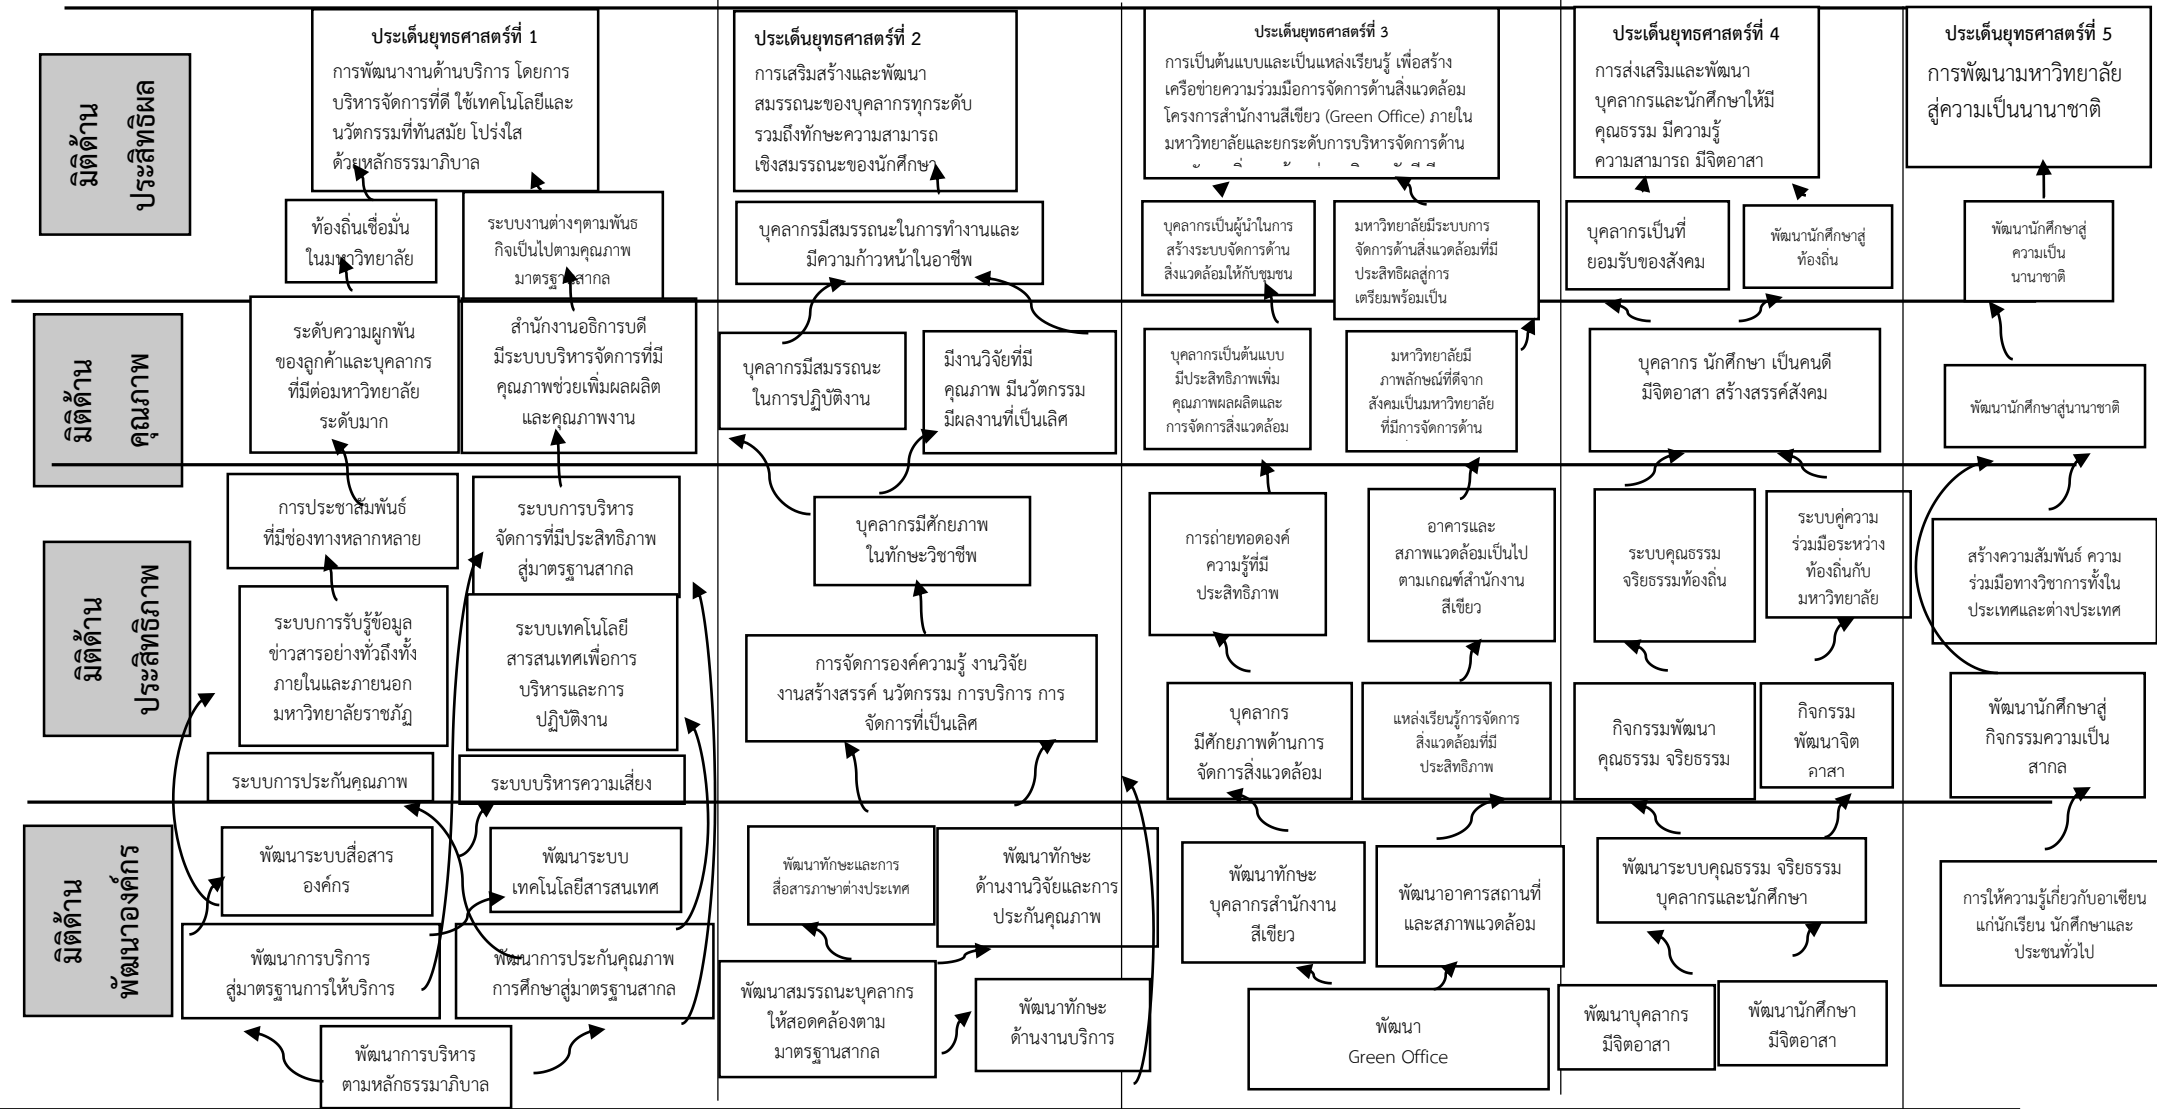 มิติด้าน
ประสิทธิผล
ประเด็นยุทธศาสตร์ที่ 1
การพัฒนางานด้านบริการ โดยการ
บริหารจัดการที่ดี ใช้เทคโนโลยีและ
นวัตกรรมที่ทันสมัย โปร่งใส
ด้วยหลักธรรมาภิบาล
ประเด็นยุทธศาสตร์ที่ 2
การเสริมสร้างและพัฒนา
สมรรถนะของบุคลากรทุกระดับ
รวมถึงทักษะความสามารถ
เชิงสมรรถนะของนักศึกษา
ประเด็นยุทธศาสตร์ที่ 3
การเป็นต้นแบบและเป็นแหล่งเรียนรู้ เพื่อสร้าง
เครือข่ายความร่วมมือการจัดการด้านสิ่งแวดล้อม
โครงการสำนักงานสีเขียว (Green Office) ภายใน
มหาวิทยาลัยและยกระดับการบริหารจัดการด้าน
ประเด็นยุทธศาสตร์ที่ 4
การส่งเสริมและพัฒนา
บุคลากรและนักศึกษาให้มี
คุณธรรม มีความรู้
ความสามารถ มีจิตอาสา
ประเด็นยุทธศาสตร์ที่ 5
การพัฒนามหาวิทยาลัย
สู่ความเป็นนานาชาติ
ท้องถิ่นเชื่อมั่น
ในมหาวิทยาลัย
ระบบงานต่างๆตามพันธ
กิจเป็นไปตามคุณภาพ
มาตรฐานสากล
บุคลากรมีสมรรถนะในการทำงานและ
มีความก้าวหน้าในอาชีพ
บุคลากรเป็นผู้นำในการ
สร้างระบบจัดการด้าน
สิ่งแวดล้อมให้กับชุมชน
มหาวิทยาลัยมีระบบการ
จัดการด้านสิ่งแวดล้อมที่มี
ประสิทธิผลสู่การ
เตรียมพร้อมเป็น
บุคลากรเป็นที่
ยอมรับของสังคม
พัฒนานักศึกษาสู่
ท้องถิ่น
พัฒนานักศึกษาสู่
ความเป็น
นานาชาติ
มิติด้าน
คุณภาพ
ระดับความผูกพัน
ของลูกค้าและบุคลากร
ที่มีต่อมหาวิทยาลัย
ระดับมาก
สำนักงานอธิการบดี
มีระบบบริหารจัดการที่มี
คุณภาพช่วยเพิ่มผลผลิต
และคุณภาพงาน
บุคลากรมีสมรรถนะ
ในการปฏิบัติงาน
มีงานวิจัยที่มี
คุณภาพ มีนวัตกรรม
มีผลงานที่เป็นเลิศ
บุคลากรเป็นต้นแบบ
มีประสิทธิภาพเพิ่ม
คุณภาพผลผลิตและ
การจัดการสิ่งแวดล้อม
มหาวิทยาลัยมี
ภาพลักษณ์ที่ดีจาก
สังคมเป็นมหาวิทยาลัย
ที่มีการจัดการด้าน
บุคลากร นักศึกษา เป็นคนดี
มีจิตอาสา สร้างสรรค์สังคม
พัฒนานักศึกษาสู่นานาชาติ
มิติด้าน
ประสิทธิภาพ
การประชาสัมพันธ์
ที่มีช่องทางหลากหลาย
ระบบการบริหาร
จัดการที่มีประสิทธิภาพ
สู่มาตรฐานสากล
บุคลากรมีศักยภาพ
ในทักษะวิชาชีพ
การถ่ายทอดองค์
ความรู้ที่มี
ประสิทธิภาพ
อาคารและ
สภาพแวดล้อมเป็นไป
ตามเกณฑ์สำนักงาน
สีเขียว
ระบบคุณธรรม
จริยธรรมท้องถิ่น
ระบบคู่ความ
ร่วมมือระหว่าง
ท้องถิ่นกับ
มหาวิทยาลัย
สร้างความสัมพันธ์ ความ
ร่วมมือทางวิชาการทั้งใน
ประเทศและต่างประเทศ
ระบบการรับรู้ข้อมูล
ข่าวสารอย่างทั่วถึงทั้ง
ภายในและภายนอก
มหาวิทยาลัยราชภัฏ
ระบบเทคโนโลยี
สารสนเทศเพื่อการ
บริหารและการ
ปฏิบัติงาน
การจัดการองค์ความรู้ งานวิจัย
งานสร้างสรรค์ นวัตกรรม การบริการ การ
จัดการที่เป็นเลิศ
บุคลากร
มีศักยภาพด้านการ
จัดการสิ่งแวดล้อม
แหล่งเรียนรู้การจัดการ
สิ่งแวดล้อมที่มี
ประสิทธิภาพ
กิจกรรมพัฒนา
คุณธรรม จริยธรรม
กิจกรรม
พัฒนาจิต
อาสา
พัฒนานักศึกษาสู่
กิจกรรมความเป็น
สากล
ระบบการประกันคุณภาพ
ระบบบริหารความเสี่ยง
มิติด้าน
พัฒนาองค์กร
พัฒนาระบบสื่อสาร
องค์กร
พัฒนาระบบ
เทคโนโลยีสารสนเทศ
พัฒนาทักษะและการ
สื่อสารภาษาต่างประเทศ
พัฒนาทักษะ
ด้านงานวิจัยและการ
ประกันคุณภาพ
พัฒนาทักษะ
บุคลากรสำนักงาน
สีเขียว
พัฒนาอาคารสถานที่
และสภาพแวดล้อม
พัฒนาระบบคุณธรรม จริยธรรม
บุคลากรและนักศึกษา
การให้ความรู้เกี่ยวกับอาเซียน
แก่นักเรียน นักศึกษาและ
ประชนทั่วไป
พัฒนาการบริการ
สู่มาตรฐานการให้บริการ
พัฒนาการประกันคุณภาพ
การศึกษาสู่มาตรฐานสากล
พัฒนาสมรรถนะบุคลากร
ให้สอดคล้องตาม
มาตรฐานสากล
พัฒนาทักษะ
ด้านงานบริการ
พัฒนา
Green Office
พัฒนาบุคลากร
มีจิตอาสา
พัฒนานักศึกษา
มีจิตอาสา
พัฒนาการบริหาร
ตามหลักธรรมาภิบาล